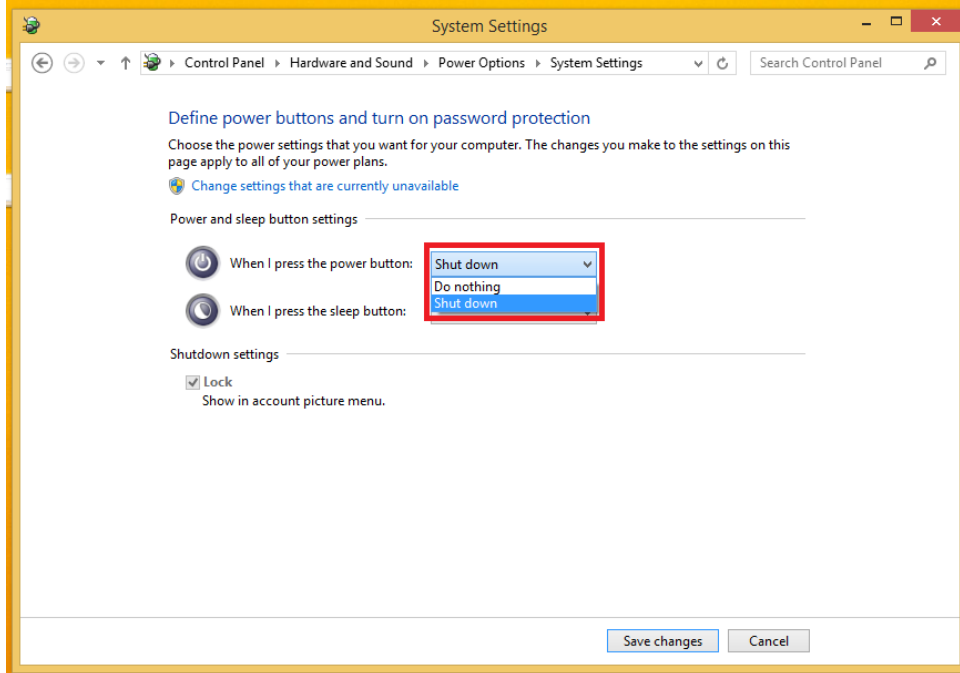 System Settings
Control Panel Hardware and Sound Power Options System Settings
Search Control Panel
Define power buttons and turn on password protection
Choose the power settings that you want for your computer. The changes you make to the settings on this
page apply to all of your power plans.
Change settings that are currently unavailable
Power and sleep button settings
When I press the power button:
Shut down
Do nothing
Shut down
When I press the sleep button:
Shutdown settings
Lock
Show in account picture menu.
Save changes
Cancel